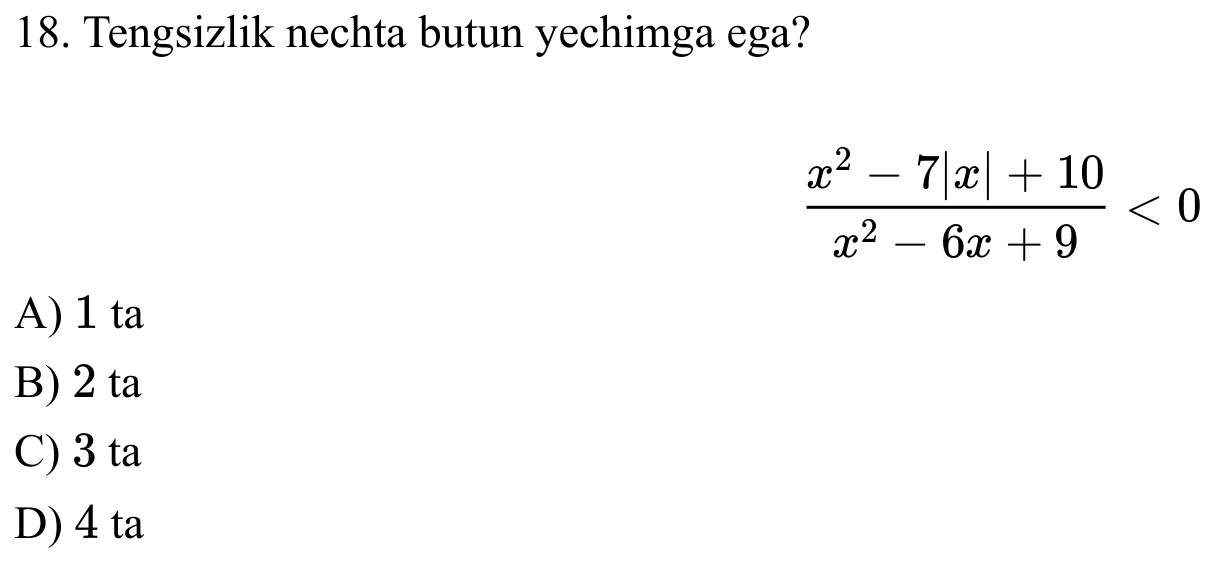 18. Tengsizlik nechta butun yechimga ega?
\frac{x^2 - 7|x| + 10}{x^2 - 6x + 9} < 0
A) 1 ta
B) 2 ta
C) 3 ta
D) 4 ta